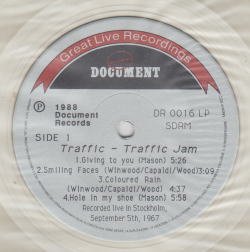 Great Live Recordings
DOCUMENT
P 1988
Document
Records
DR 0016 LP
SDRM
SIDE 1
Traffic - Traffic Jam
1.Giving to you (Mason) 5:26
2.Smiling Faces (Winwood/Capaldi/Wood)3:09
3.Coloured Rain
(Winwood/Capaldi/Wood) 4:37
4.Hole in my shoe (Mason) 5:58
Recorded live in Stockholm,
September 5th, 1967